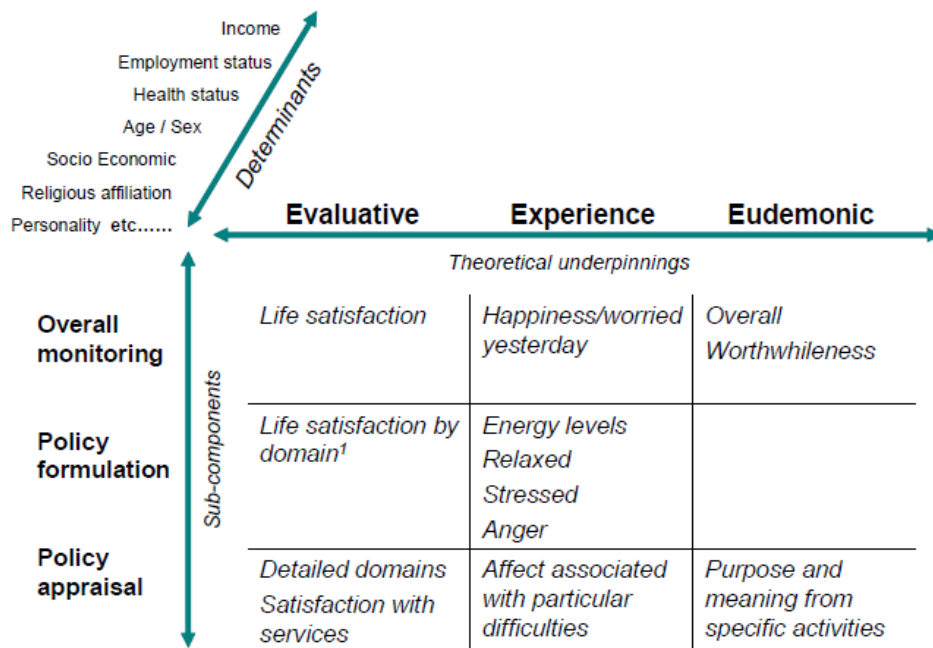 Income
Employment status
Health status
Age / Sex
Socio Economic
Religious affiliation
Personality etc......
Determinants
Evaluative
Experience
Eudemonic
Theoretical underpinnings
Sub-components
Overall
monitoring
Life satisfaction
Happiness/worried
yesterday
Overall
Worthwhileness
Policy
formulation
Life satisfaction by
domain¹
Energy levels
Relaxed
Stressed
Anger
Policy
appraisal
Detailed domains
Satisfaction with
services
Affect associated
with particular
difficulties
Purpose and
meaning from
specific activities